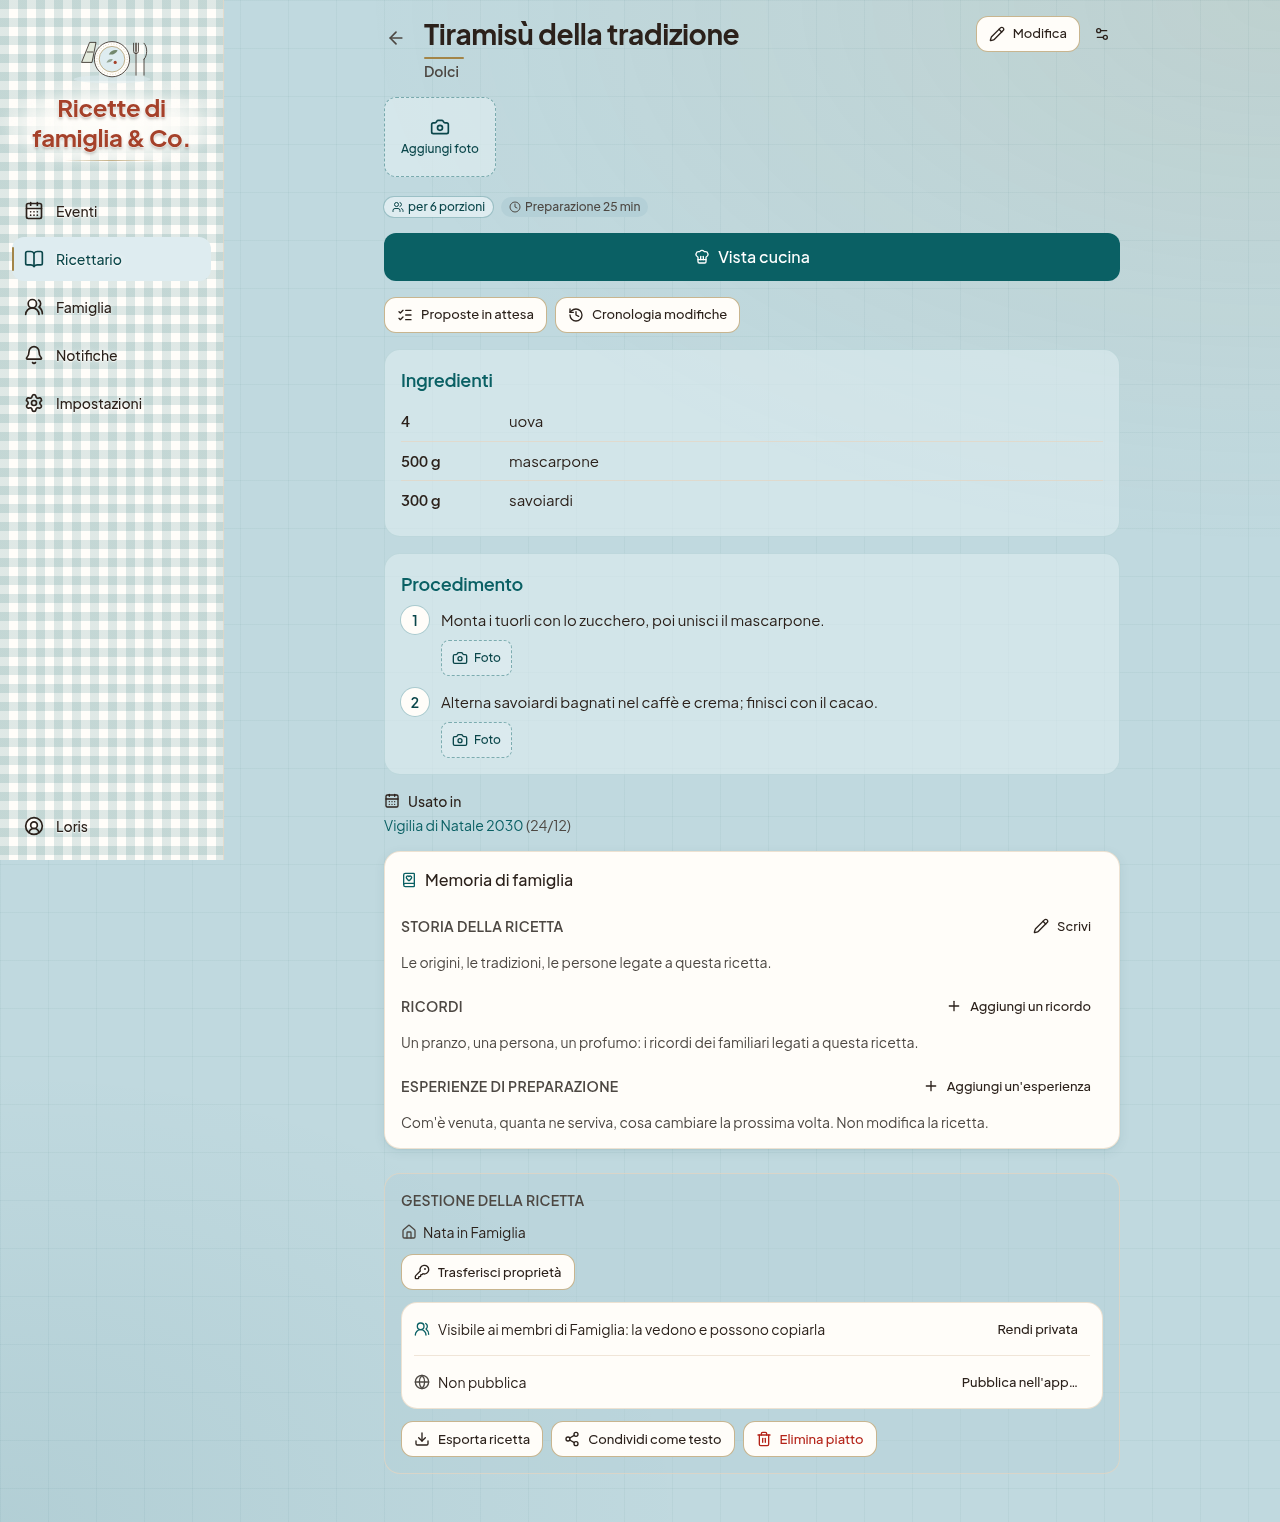 Ricette di
famiglia & Co.
Eventi
Ricettario
Famiglia
Notifiche
Impostazioni
Loris
Tiramisù della tradizione
Dolci
Modifica
Aggiungi foto
per 6 porzioni
Preparazione 25 min
Vista cucina
Proposte in attesa
Cronologia modifiche
Ingredienti
4 uova
500 g mascarpone
300 g savoiardi
Procedimento
1 Monta i tuorli con lo zucchero, poi unisci il mascarpone.
Foto
2 Alterna savoiardi bagnati nel caffè e crema; finisci con il cacao.
Foto
Usato in
Vigilia di Natale 2030 (24/12)
Memoria di famiglia
STORIA DELLA RICETTA
Scrivi
Le origini, le tradizioni, le persone legate a questa ricetta.
RICORDI
Aggiungi un ricordo
Un pranzo, una persona, un profumo: i ricordi dei familiari legati a questa ricetta.
ESPERIENZE DI PREPARAZIONE
Aggiungi un'esperienza
Com'è venuta, quanta ne serviva, cosa cambiare la prossima volta. Non modifica la ricetta.
GESTIONE DELLA RICETTA
Nata in Famiglia
Trasferisci proprietà
Visibile ai membri di Famiglia: la vedono e possono copiarla
Rendi privata
Non pubblica
Pubblica nell'app…
Esporta ricetta
Condividi come testo
Elimina piatto